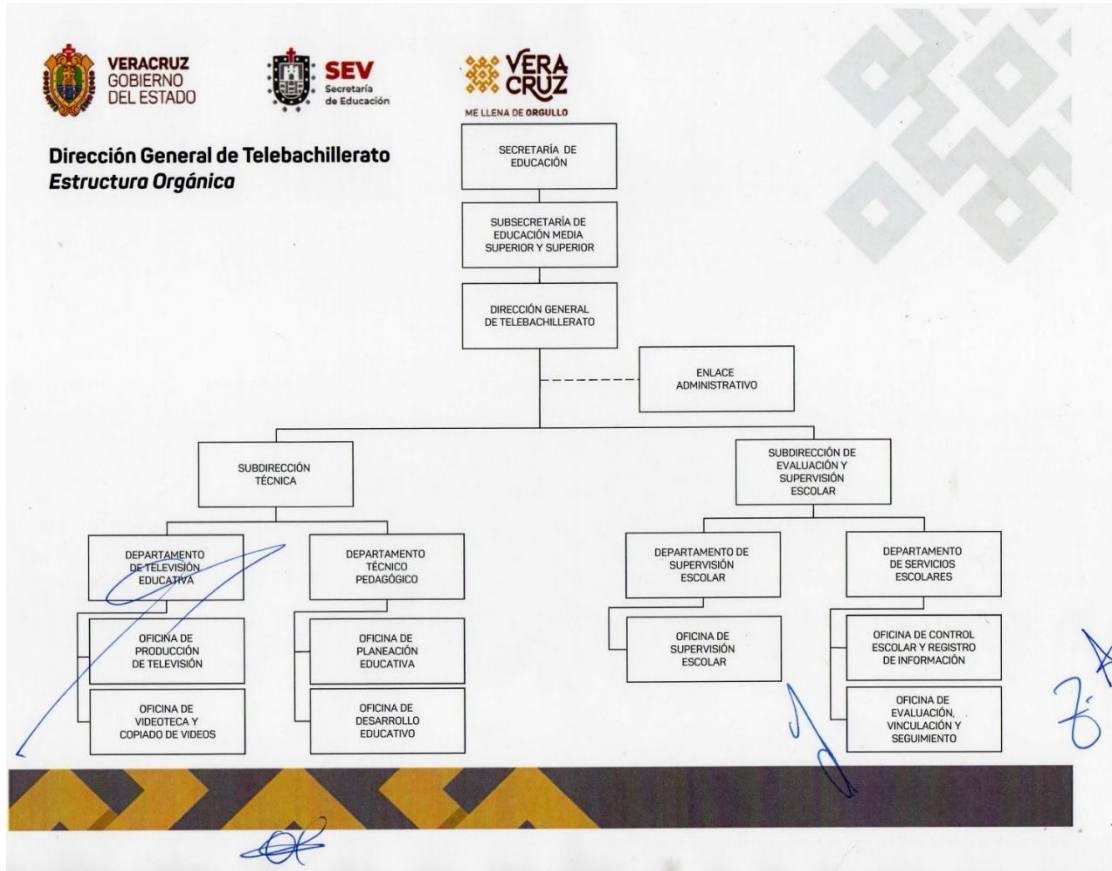 VERACRUZ
GOBIERNO
DEL ESTADO
SEV
Secretaría
de Educación
VERA
CRUZ
ME LLENA DE ORGULLO
Dirección General de Telebachillerato
Estructura Orgánica
SECRETARÍA DE
EDUCACIÓN
SUBSECRETARÍA DE
EDUCACIÓN MEDIA
SUPERIOR Y SUPERIOR
DIRECCIÓN GENERAL
DE TELEBACHILLERATO
ENLACE
ADMINISTRATIVO
SUBDIRECCIÓN
TÉCNICA
SUBDIRECCIÓN DE
EVALUACIÓN Y
SUPERVISIÓN
ESCOLAR
DEPARTAMENTO
DE TELEVISIÓN
EDUCATIVA
DEPARTAMENTO
TÉCNICO
PEDAGÓGICO
DEPARTAMENTO DE
SUPERVISIÓN
ESCOLAR
DEPARTAMENTO
DE SERVICIOS
ESCOLARES
OFICINA DE
PRODUCCIÓN
DE TELEVISIÓN
OFICINA DE
PLANEACIÓN
EDUCATIVA
OFICINA DE
SUPERVISIÓN
ESCOLAR
OFICINA DE CONTROL
ESCOLAR Y REGISTRO
DE INFORMACIÓN
OFICINA DE
VIDEOTECA Y
COPIADO DE VIDEOS
OFICINA DE
DESARROLLO
EDUCATIVO
OFICINA DE
EVALUACIÓN,
VINCULACIÓN Y
SEGUIMIENTO